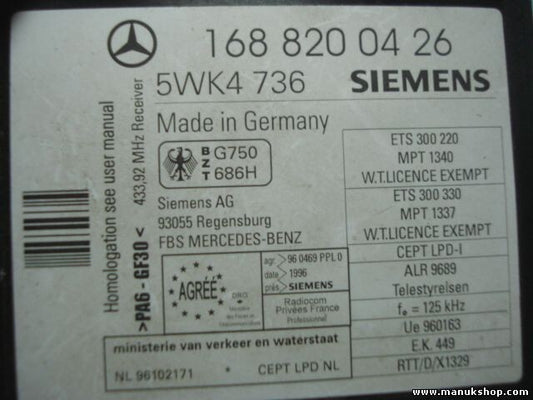 168 820 04 26
5WK4 736 SIEMENS
Made in Germany
BZT G750 686H
Siemens AG
93055 Regensburg
FBS MERCEDES-BENZ
Homologation see user manual
433,92 MHz Receiver
>PA6 - GF30<
ETS 300 220
MPT 1340
W.T.LICENCE EXEMPT
ETS 300 330
MPT 1337
W.T.LICENCE EXEMPT
CEPT LPD-I
ALR 9689
Telestyrelsen
fₒ = 125 kHz
Ue 960163
E.K. 449
RTT/D/X1329
AGRÉÉ
agr. >96 0469 PPL 0
date >1996
prés >SIEMENS
Radiocom
Privées France
Professionnel
ministerie van verkeer en waterstaat
NL 96102171 CEPT LPD NL
www.manukshop.com